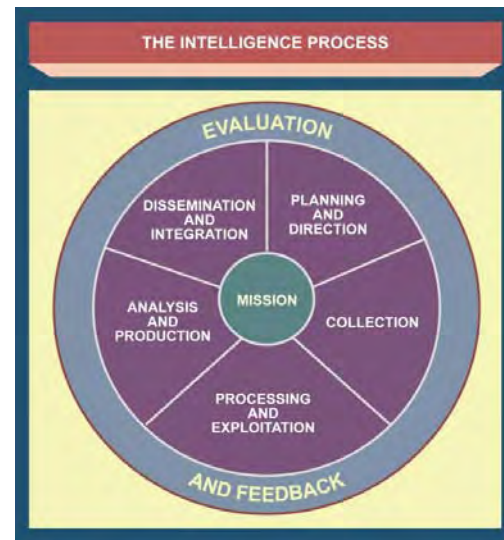 THE INTELLIGENCE PROCESS
EVALUATION
DISSEMINATION
AND
INTEGRATION
PLANNING
AND
DIRECTION
MISSION
ANALYSIS
AND
PRODUCTION
COLLECTION
PROCESSING
AND
EXPLOITATION
AND FEEDBACK